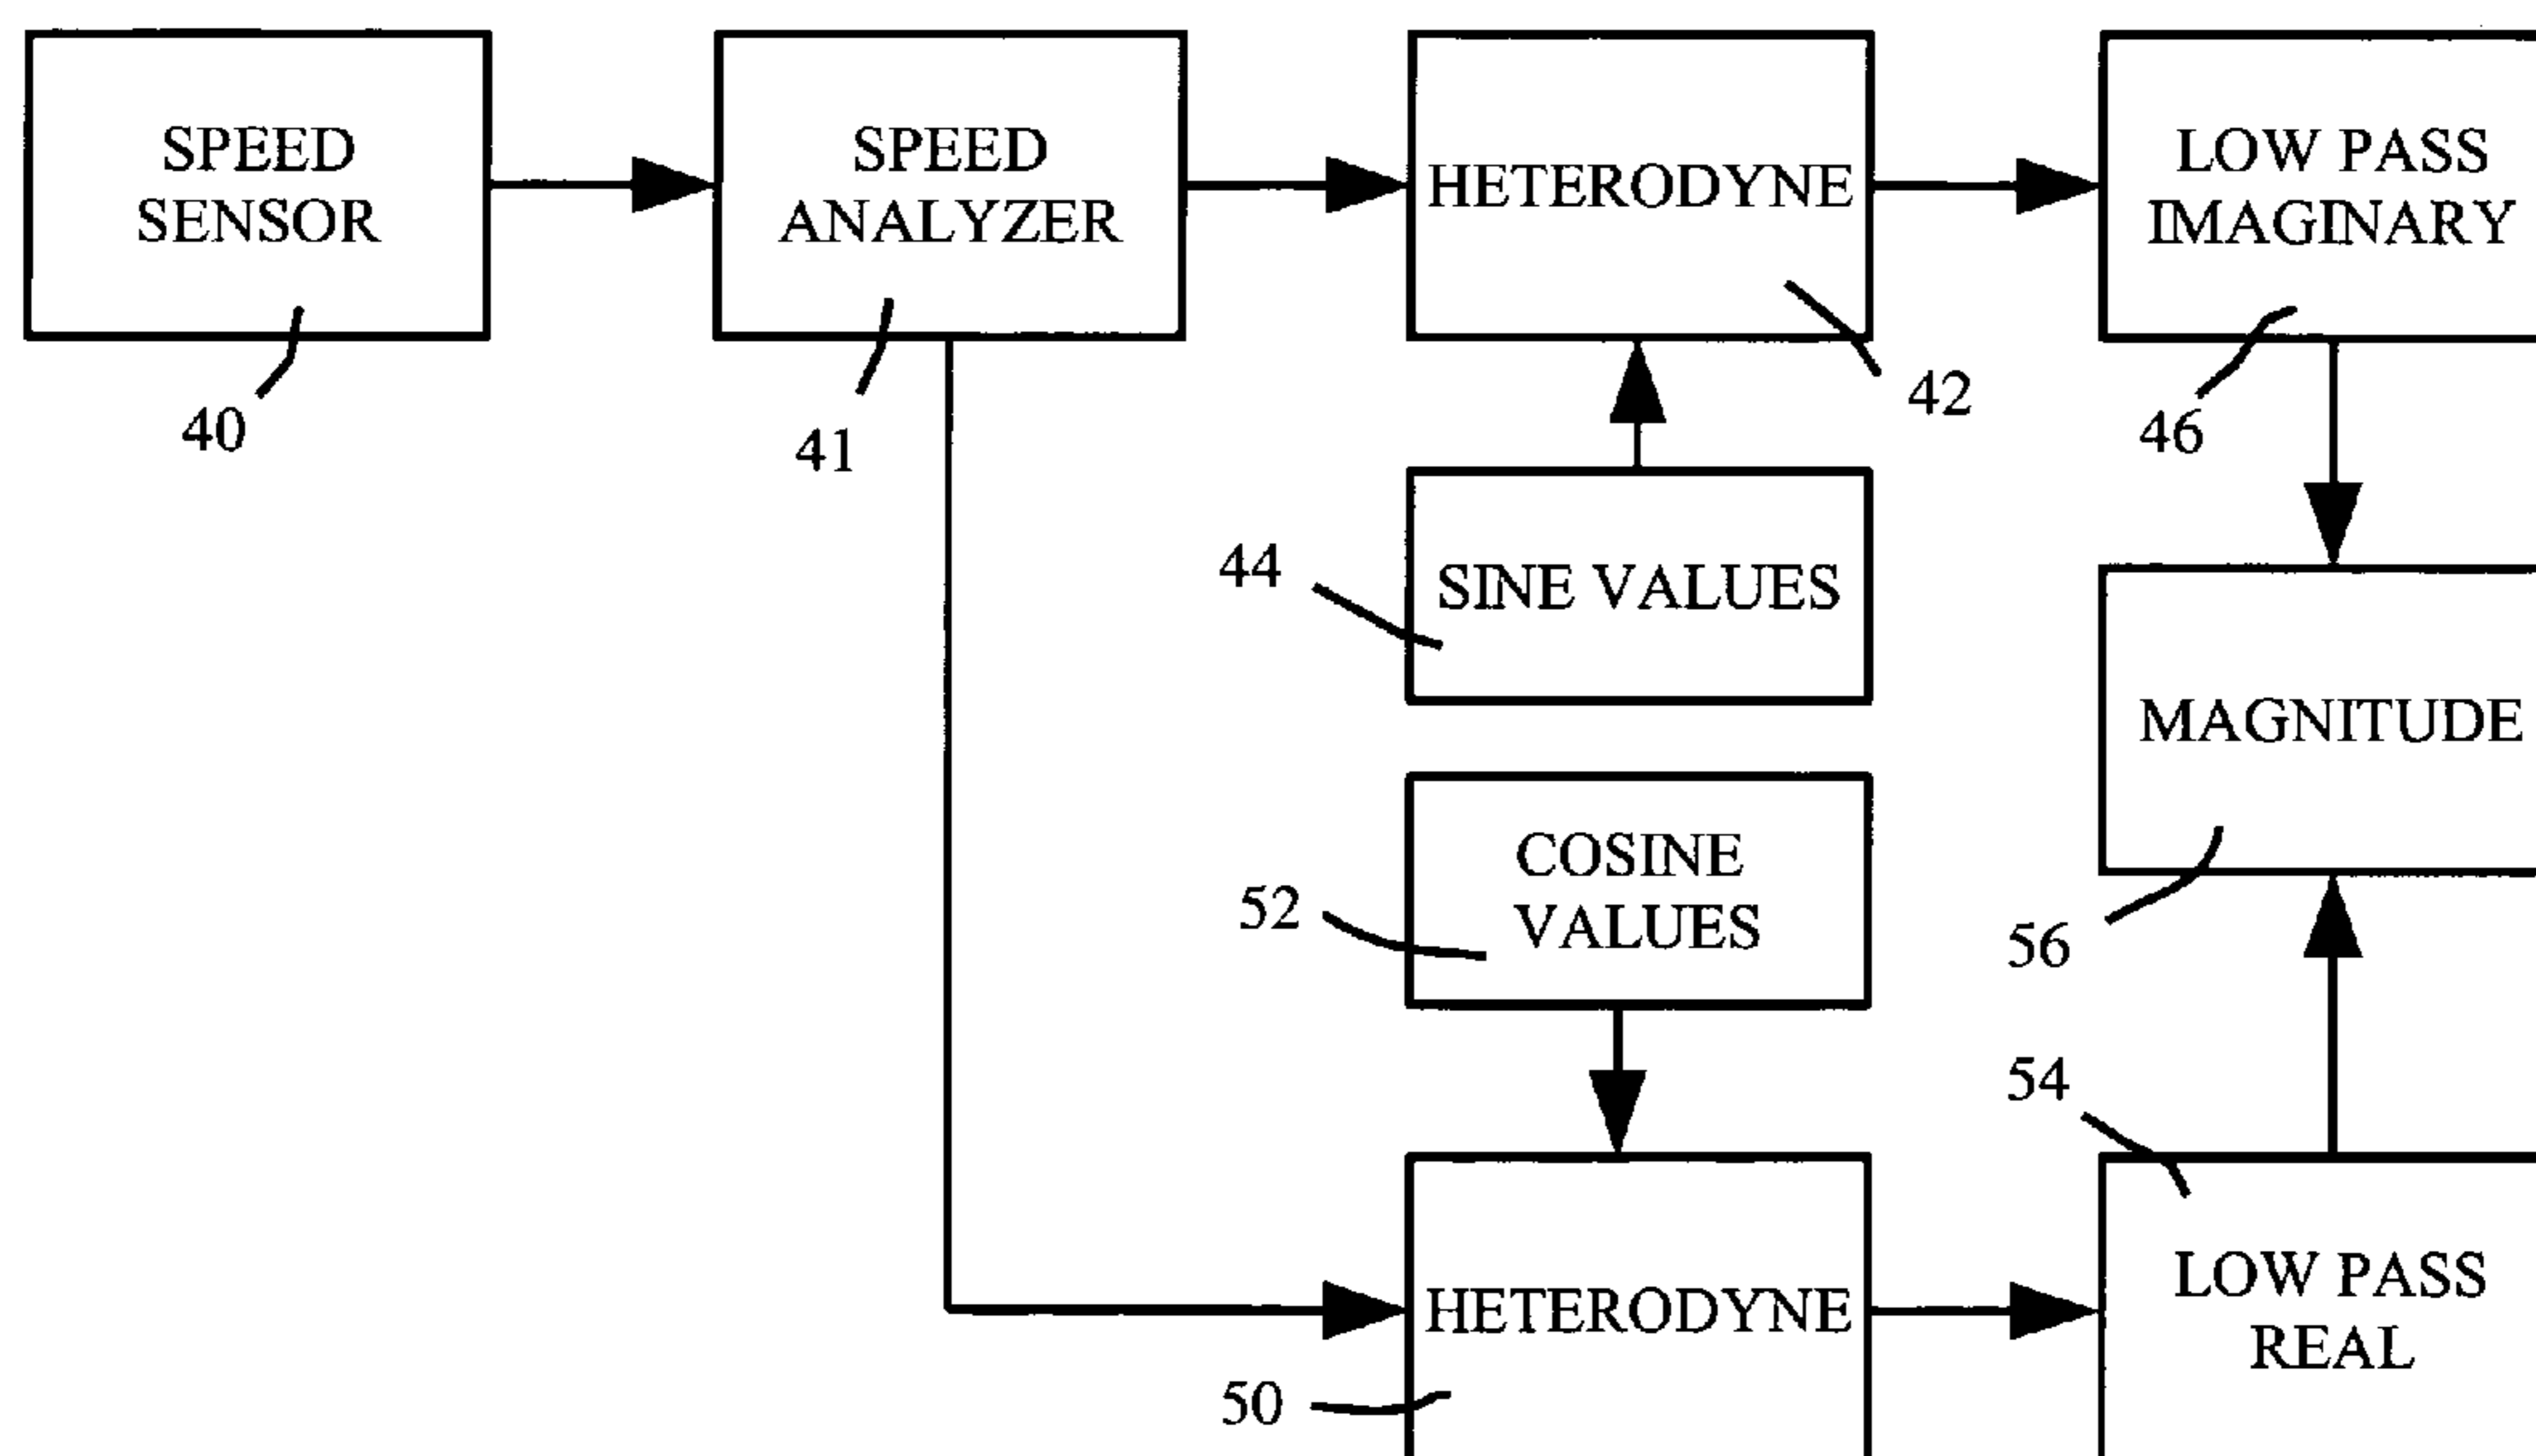 SPEED
SENSOR
40
SPEED
ANALYZER
41
HETERODYNE
42
LOW PASS
IMAGINARY
46
44
SINE VALUES
MAGNITUDE
56
52
COSINE
VALUES
54
HETERODYNE
50
LOW PASS
REAL